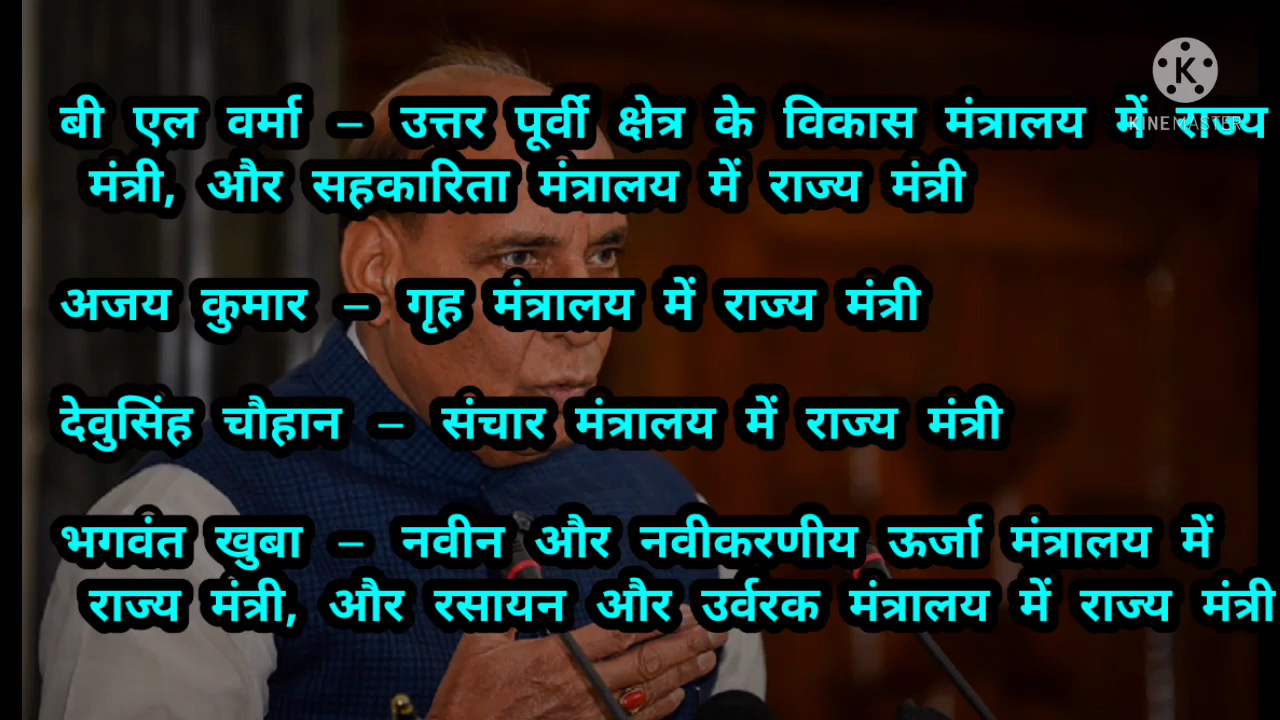 बी एल वर्मा – उत्तर पूर्वी क्षेत्र के विकास मंत्रालय में राज्य
मंत्री, और सहकारिता मंत्रालय में राज्य मंत्री
अजय कुमार – गृह मंत्रालय में राज्य मंत्री
देवुसिंह चौहान – संचार मंत्रालय में राज्य मंत्री
भगवंत खुबा – नवीन और नवीकरणीय ऊर्जा मंत्रालय में
राज्य मंत्री, और रसायन और उर्वरक मंत्रालय में राज्य मंत्री
K
KINEMASTER